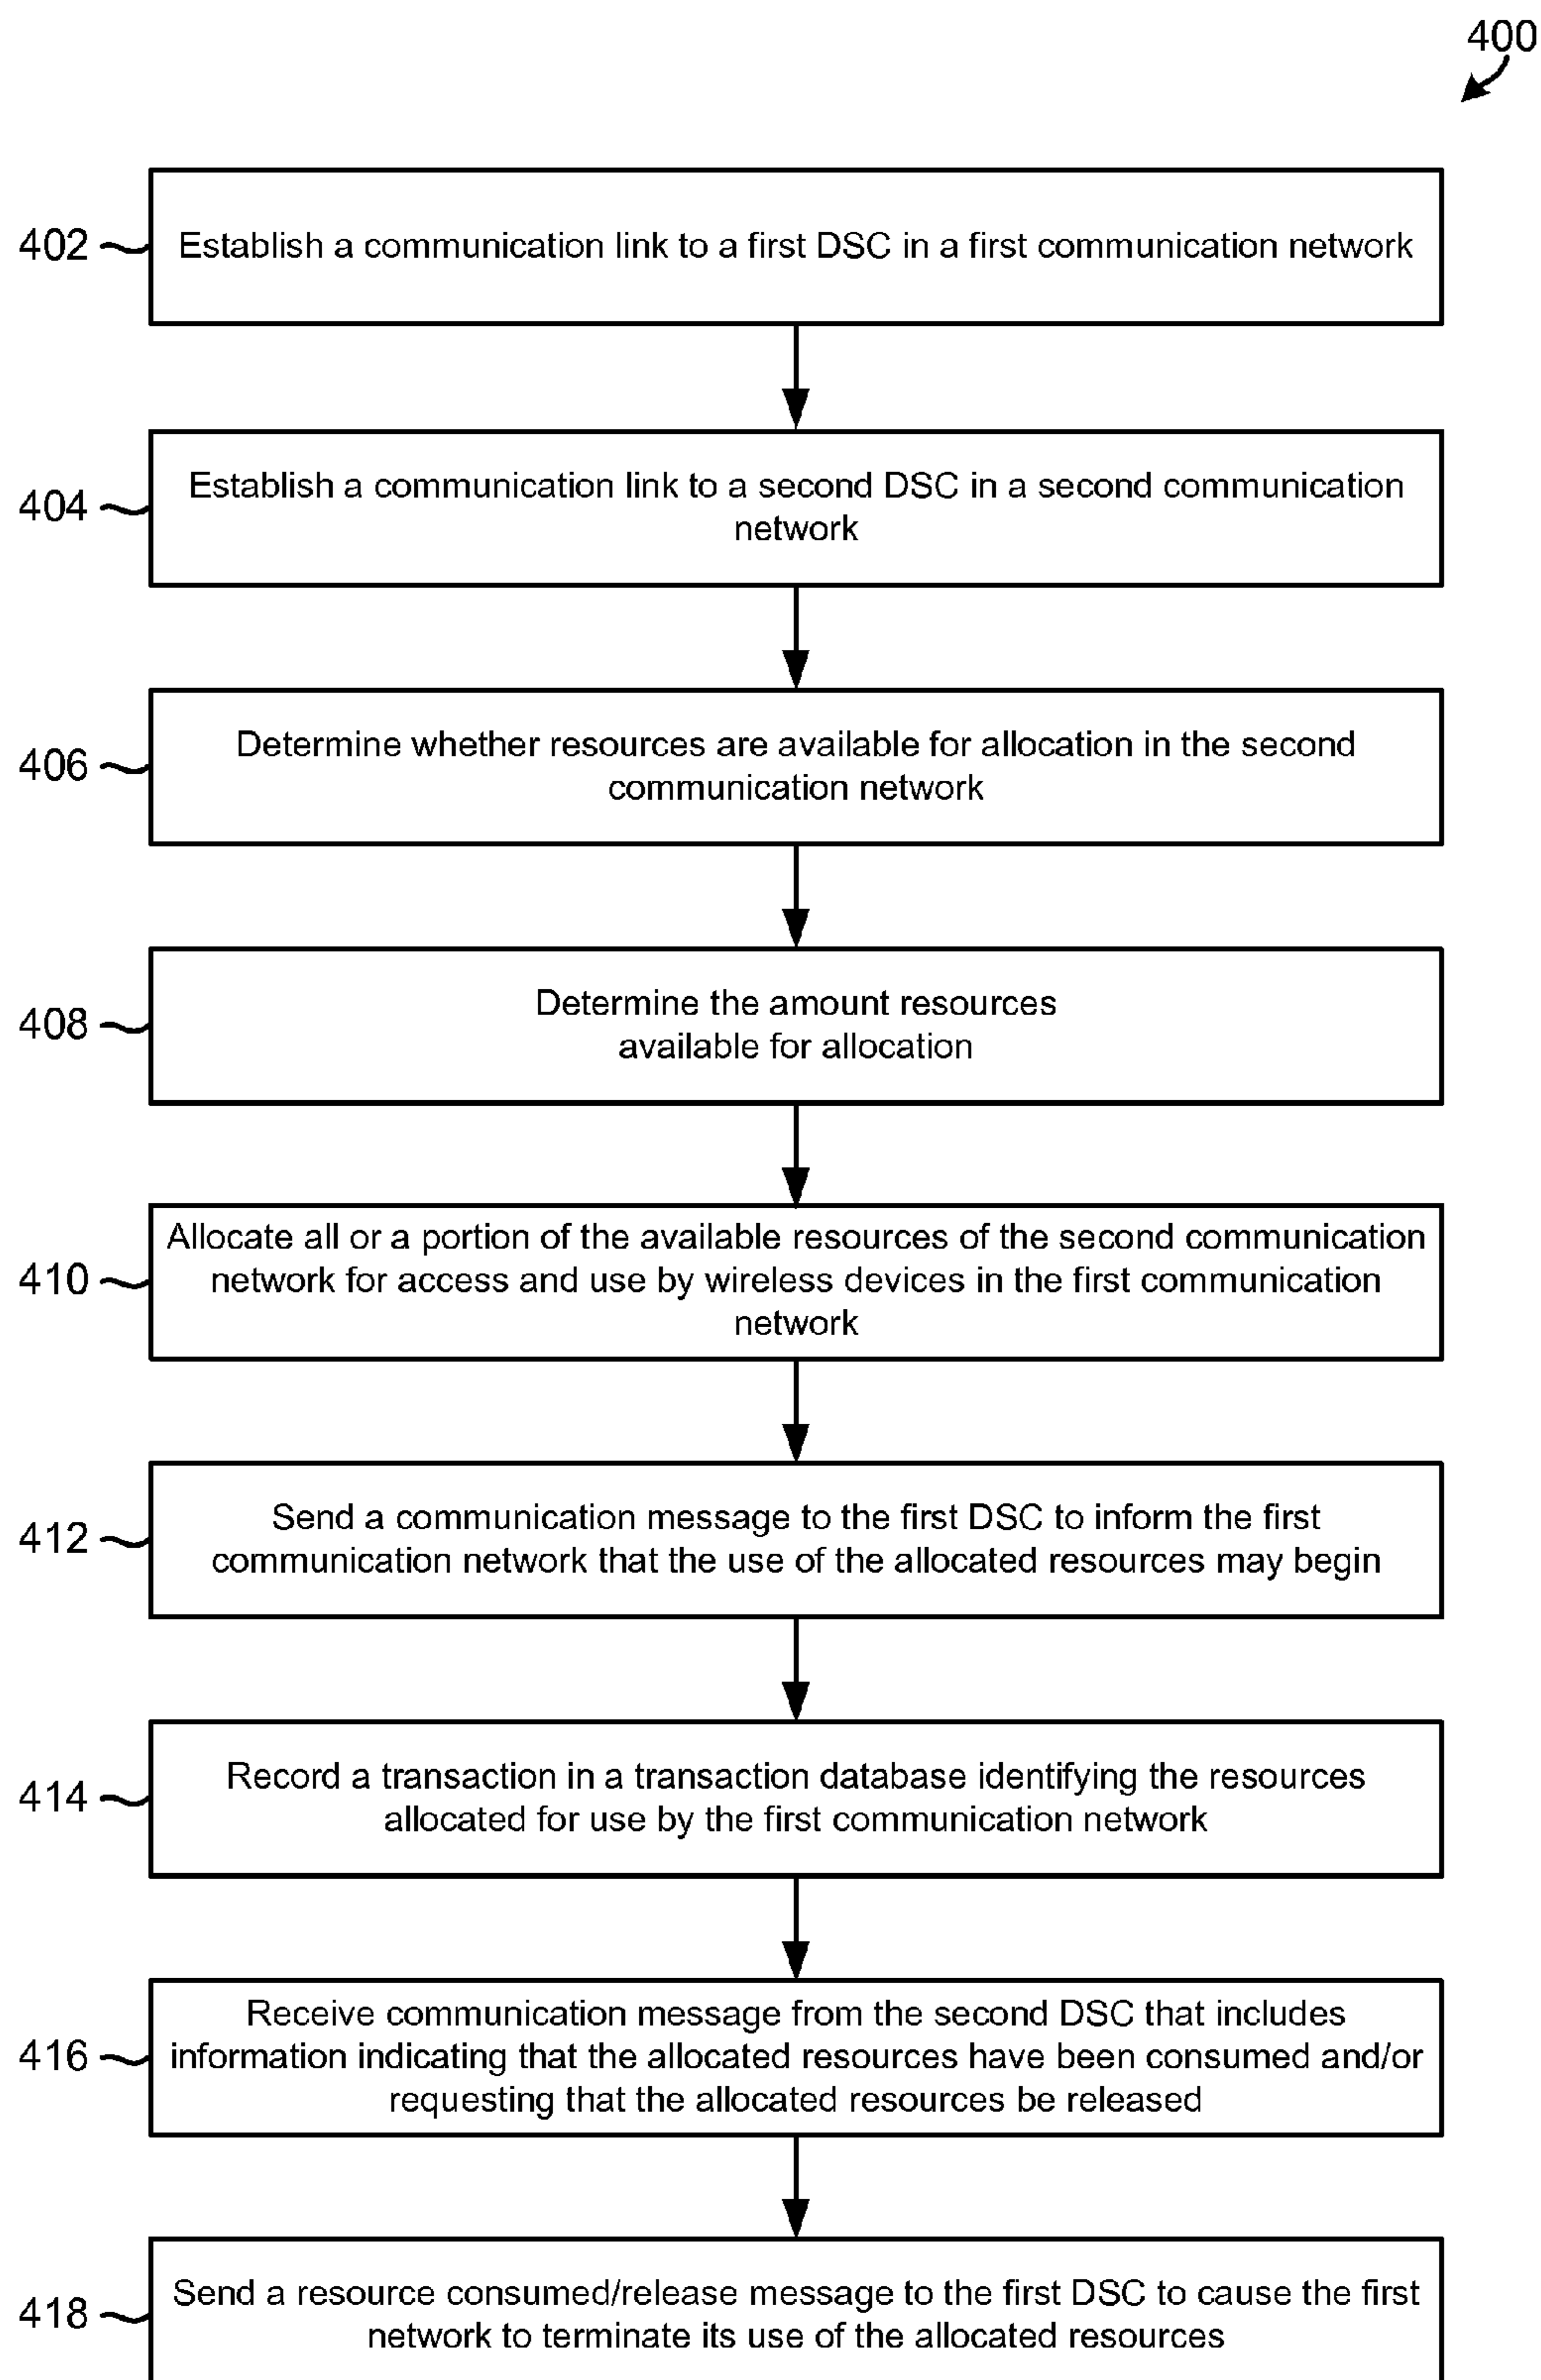 400
402
Establish a communication link to a first DSC in a first communication network
404
Establish a communication link to a second DSC in a second communication
network
406
Determine whether resources are available for allocation in the second
communication network
408
Determine the amount resources
available for allocation
410
Allocate all or a portion of the available resources of the second communication
network for access and use by wireless devices in the first communication
network
412
Send a communication message to the first DSC to inform the first
communication network that the use of the allocated resources may begin
414
Record a transaction in a transaction database identifying the resources
allocated for use by the first communication network
416
Receive communication message from the second DSC that includes
information indicating that the allocated resources have been consumed and/or
requesting that the allocated resources be released
418
Send a resource consumed/release message to the first DSC to cause the first
network to terminate its use of the allocated resources